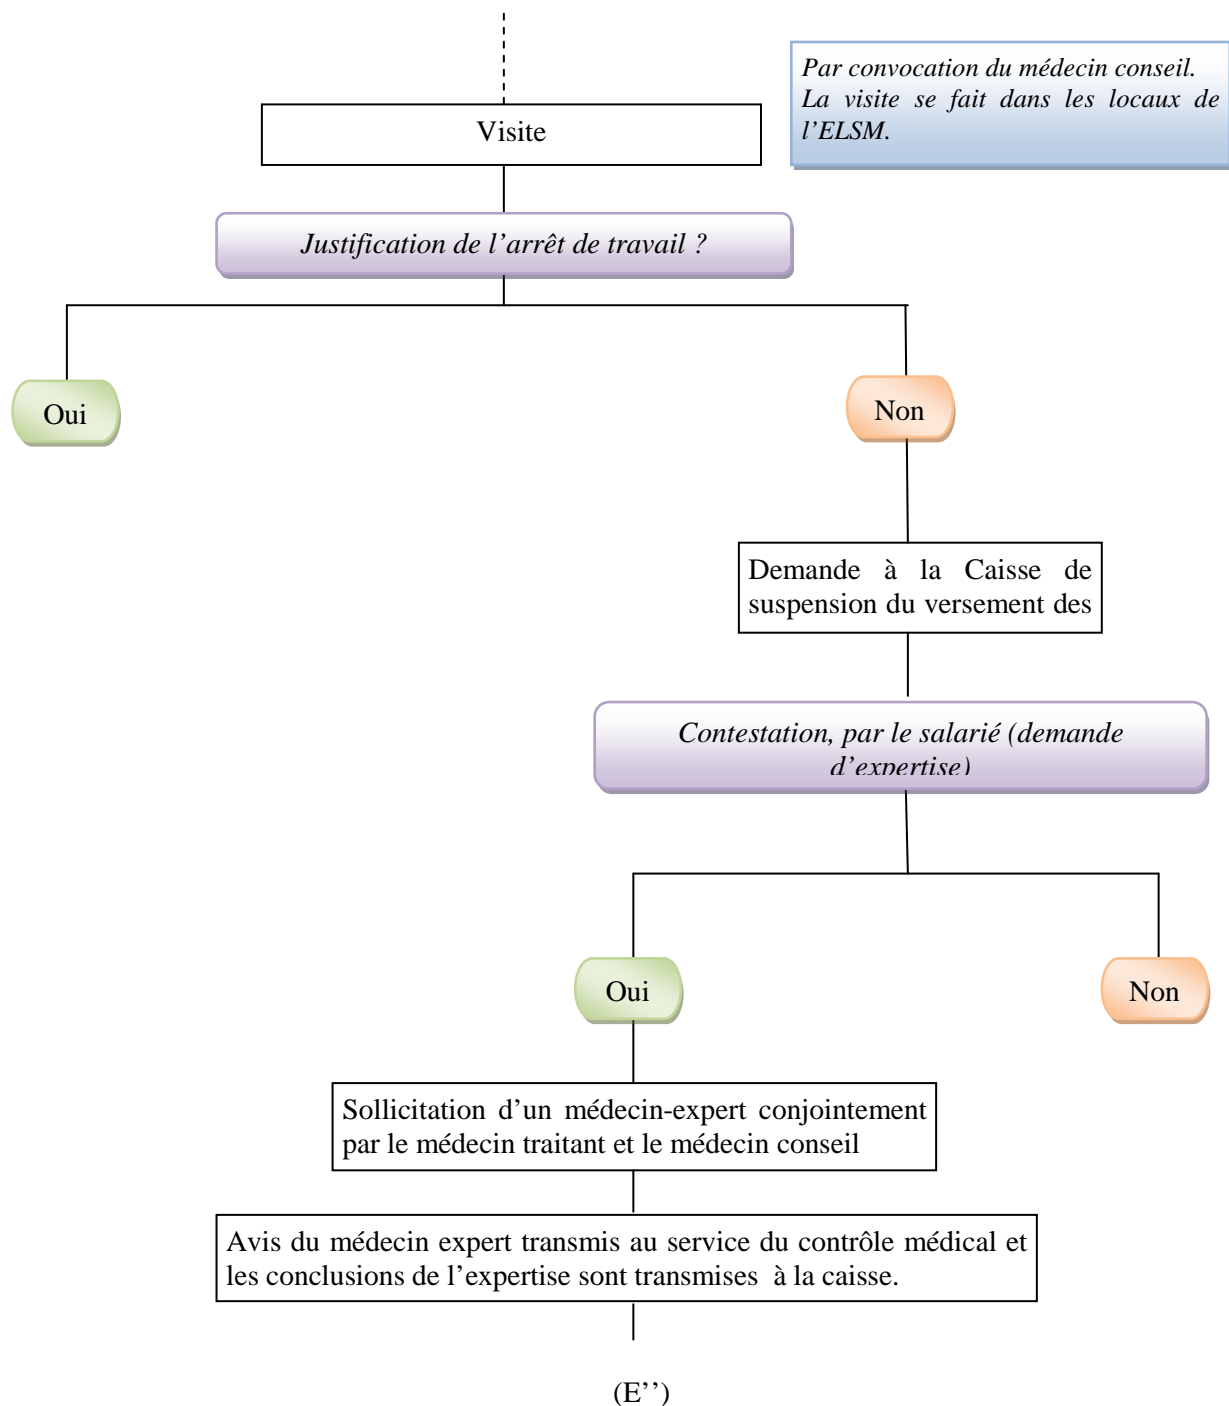 Par convocation du médecin conseil.
La visite se fait dans les locaux de
l’ELSM.
Visite
Justification de l’arrêt de travail ?
Oui
Non
Demande à la Caisse de
suspension du versement des
Contestation, par le salarié (demande
d’expertise)
Oui
Non
Sollicitation d’un médecin-expert conjointement
par le médecin traitant et le médecin conseil
Avis du médecin expert transmis au service du contrôle médical et
les conclusions de l’expertise sont transmises à la caisse.
(E’’)